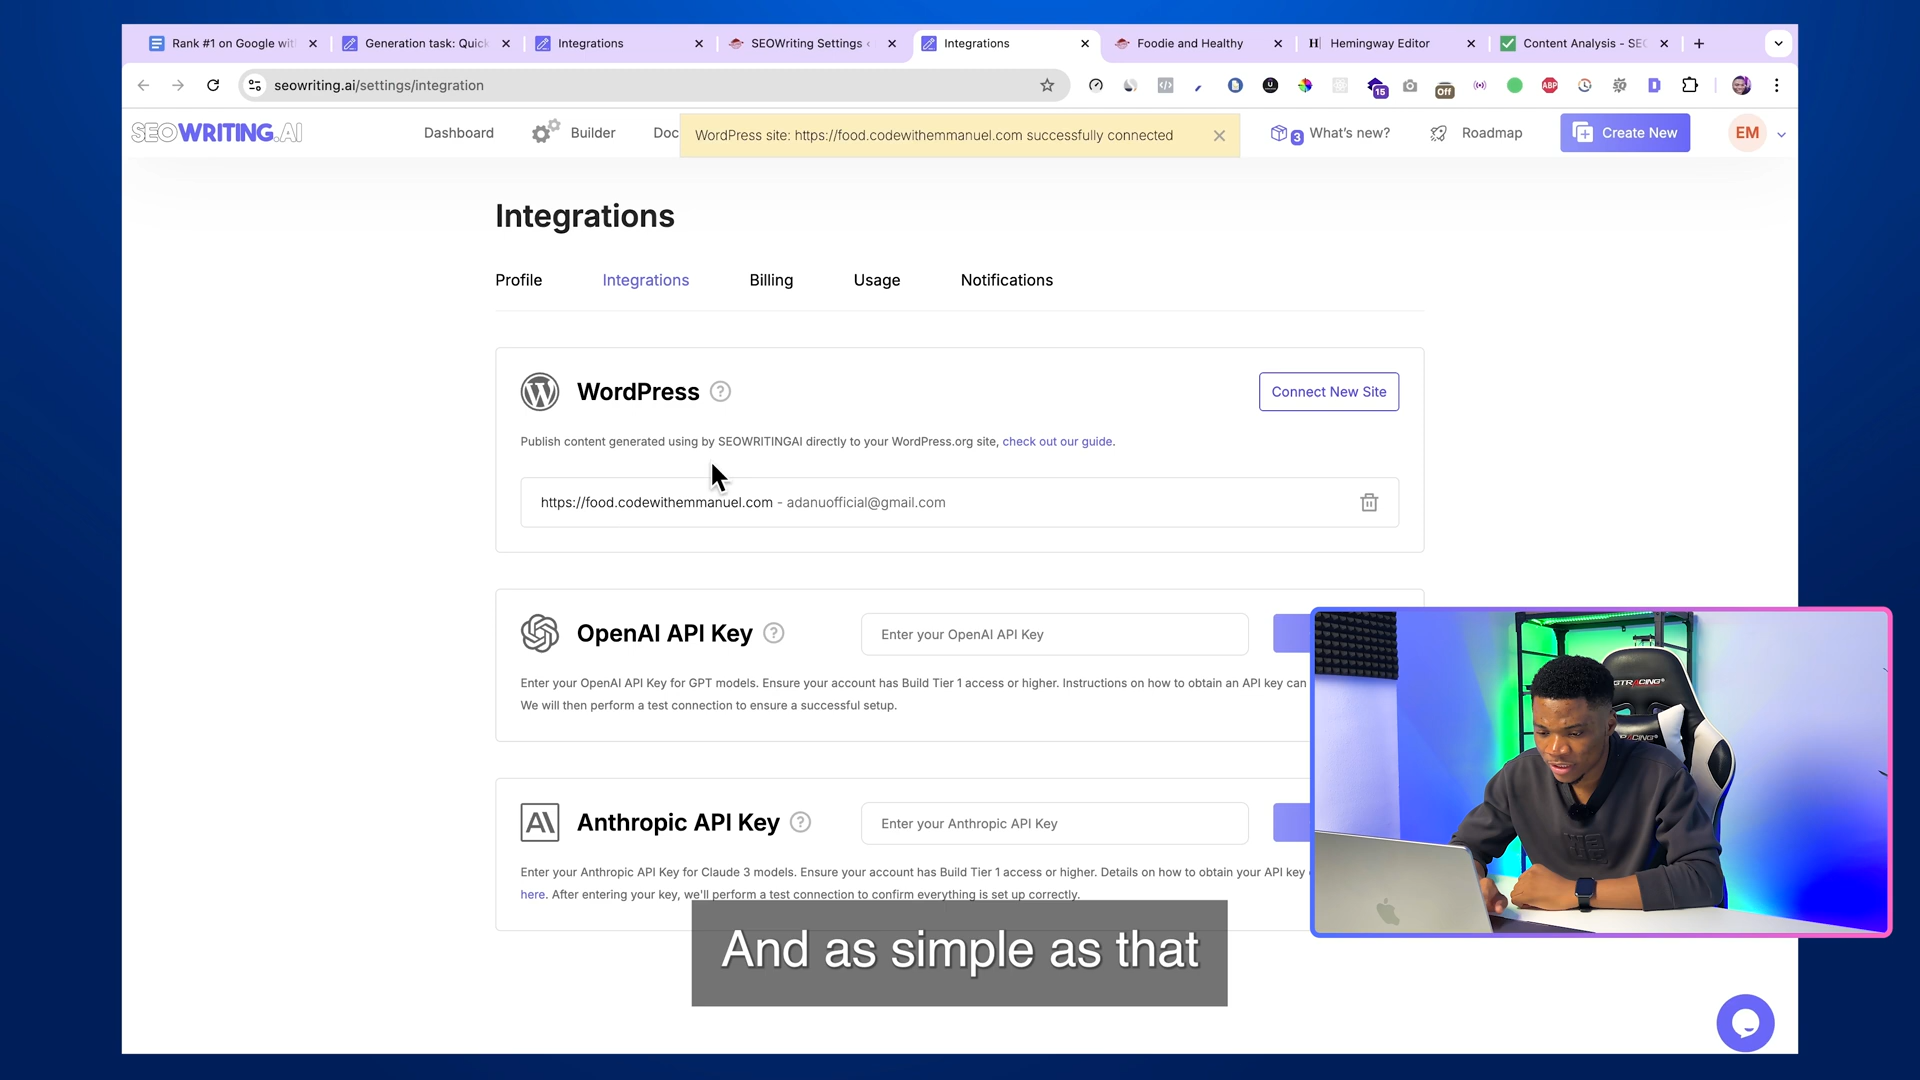 Rank #1 on Google wit
Generation task: Quick
Integrations
SEOWriting Settings
Integrations
Foodie and Healthy
H Hemingway Editor
Content Analysis - SEO
seowriting.ai/settings/integration
15
Off
ABP
SEOWRITING.AI
Dashboard
Builder
Doc
WordPress site: https://food.codewithemmanuel.com successfully connected
3
What's new?
Roadmap
Create New
EM
Integrations
Profile
Integrations
Billing
Usage
Notifications
WordPress ?
Connect New Site
Publish content generated using by SEOWRITINGAI directly to your WordPress.org site, check out our guide.
https://food.codewithemmanuel.com - adanuofficial@gmail.com
OpenAI API Key ?
Enter your OpenAI API Key
Enter your OpenAI API Key for GPT models. Ensure your account has Build Tier 1 access or higher. Instructions on how to obtain an API key can
We will then perform a test connection to ensure a successful setup.
GTRACING
Anthropic API Key ?
Enter your Anthropic API Key
Enter your Anthropic API Key for Claude 3 models. Ensure your account has Build Tier 1 access or higher. Details on how to obtain your API key
here. After entering your key, we'll perform a test connection to confirm everything is set up correctly.
And as simple as that